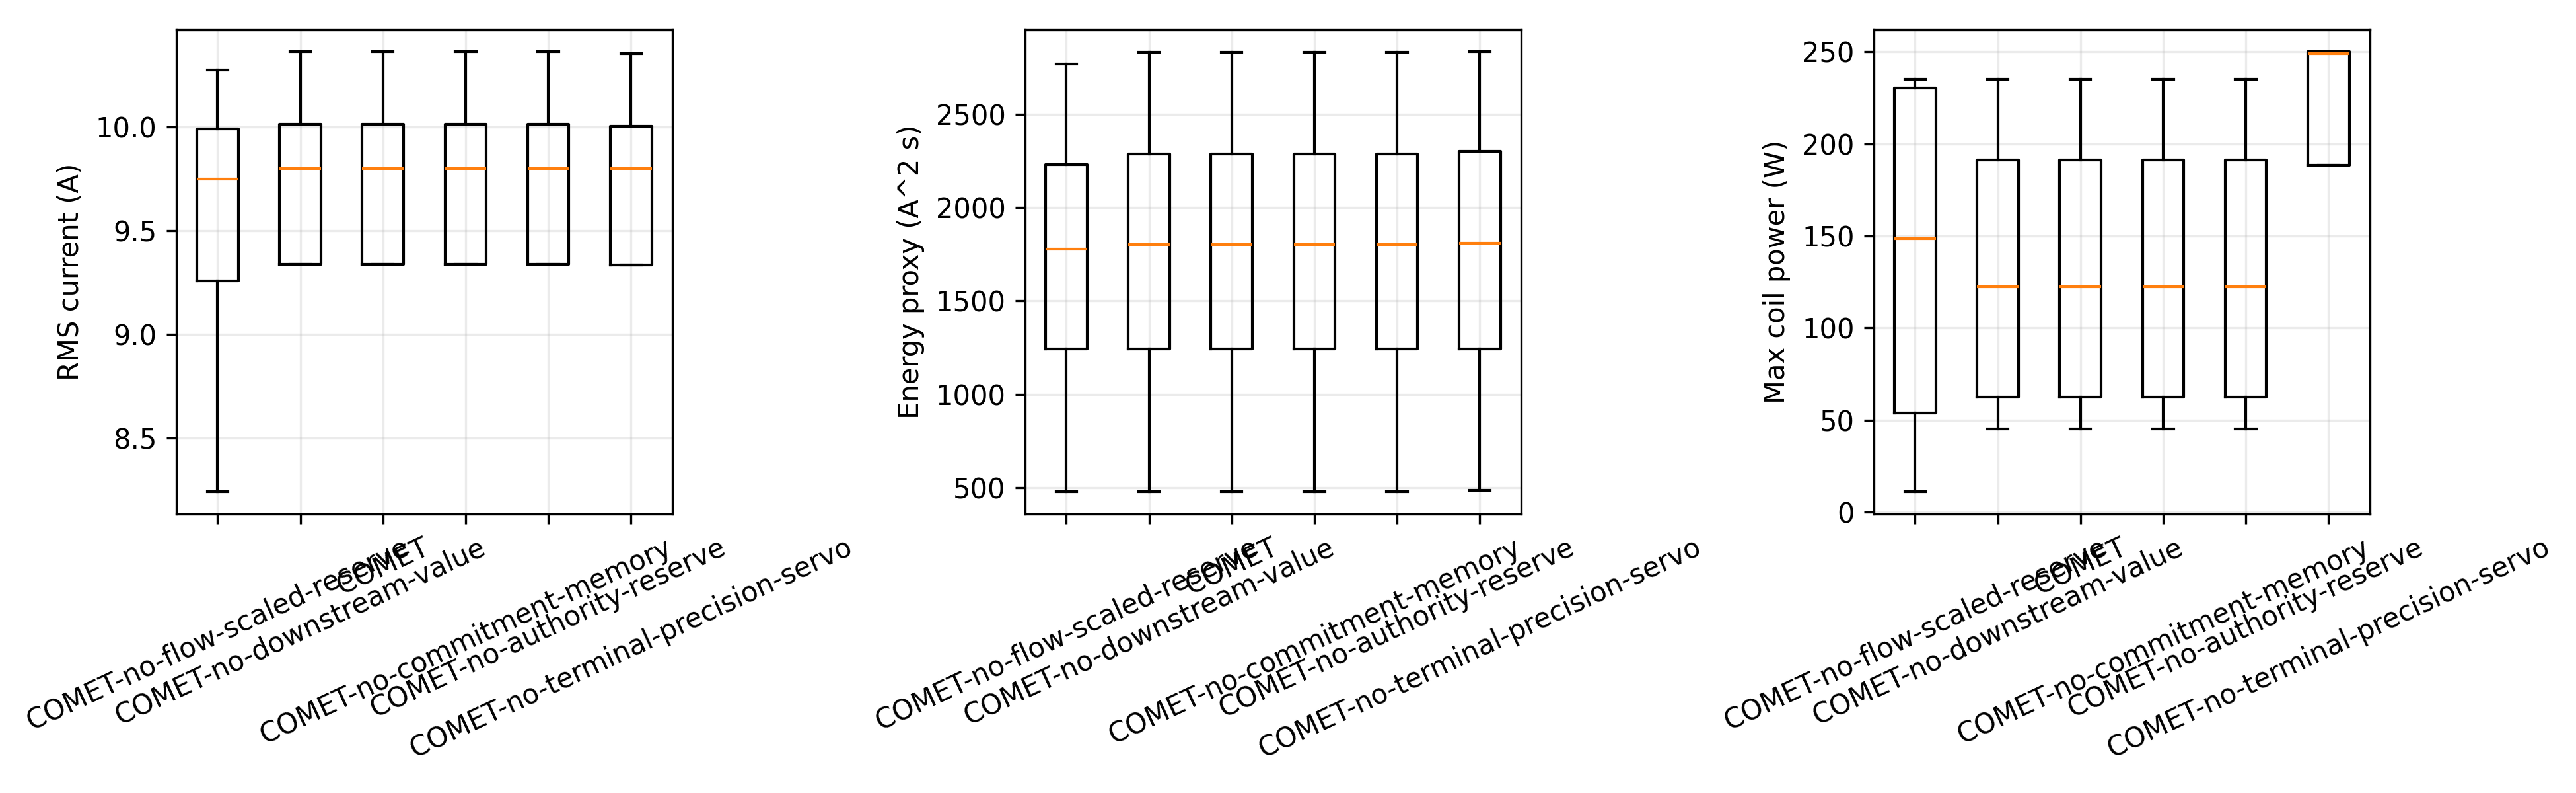 RMS current (A)
10.0
9.5
9.0
8.5
COMET-no-flow-scaled-reserve
COMET-no-downstream-value
COMET
COMET-no-commitment-memory
COMET-no-authority-reserve
COMET-no-terminal-precision-servo
Energy proxy (A^2 s)
2500
2000
1500
1000
500
COMET-no-flow-scaled-reserve
COMET-no-downstream-value
COMET
COMET-no-commitment-memory
COMET-no-authority-reserve
COMET-no-terminal-precision-servo
Max coil power (W)
250
200
150
100
50
0
COMET-no-flow-scaled-reserve
COMET-no-downstream-value
COMET
COMET-no-commitment-memory
COMET-no-authority-reserve
COMET-no-terminal-precision-servo